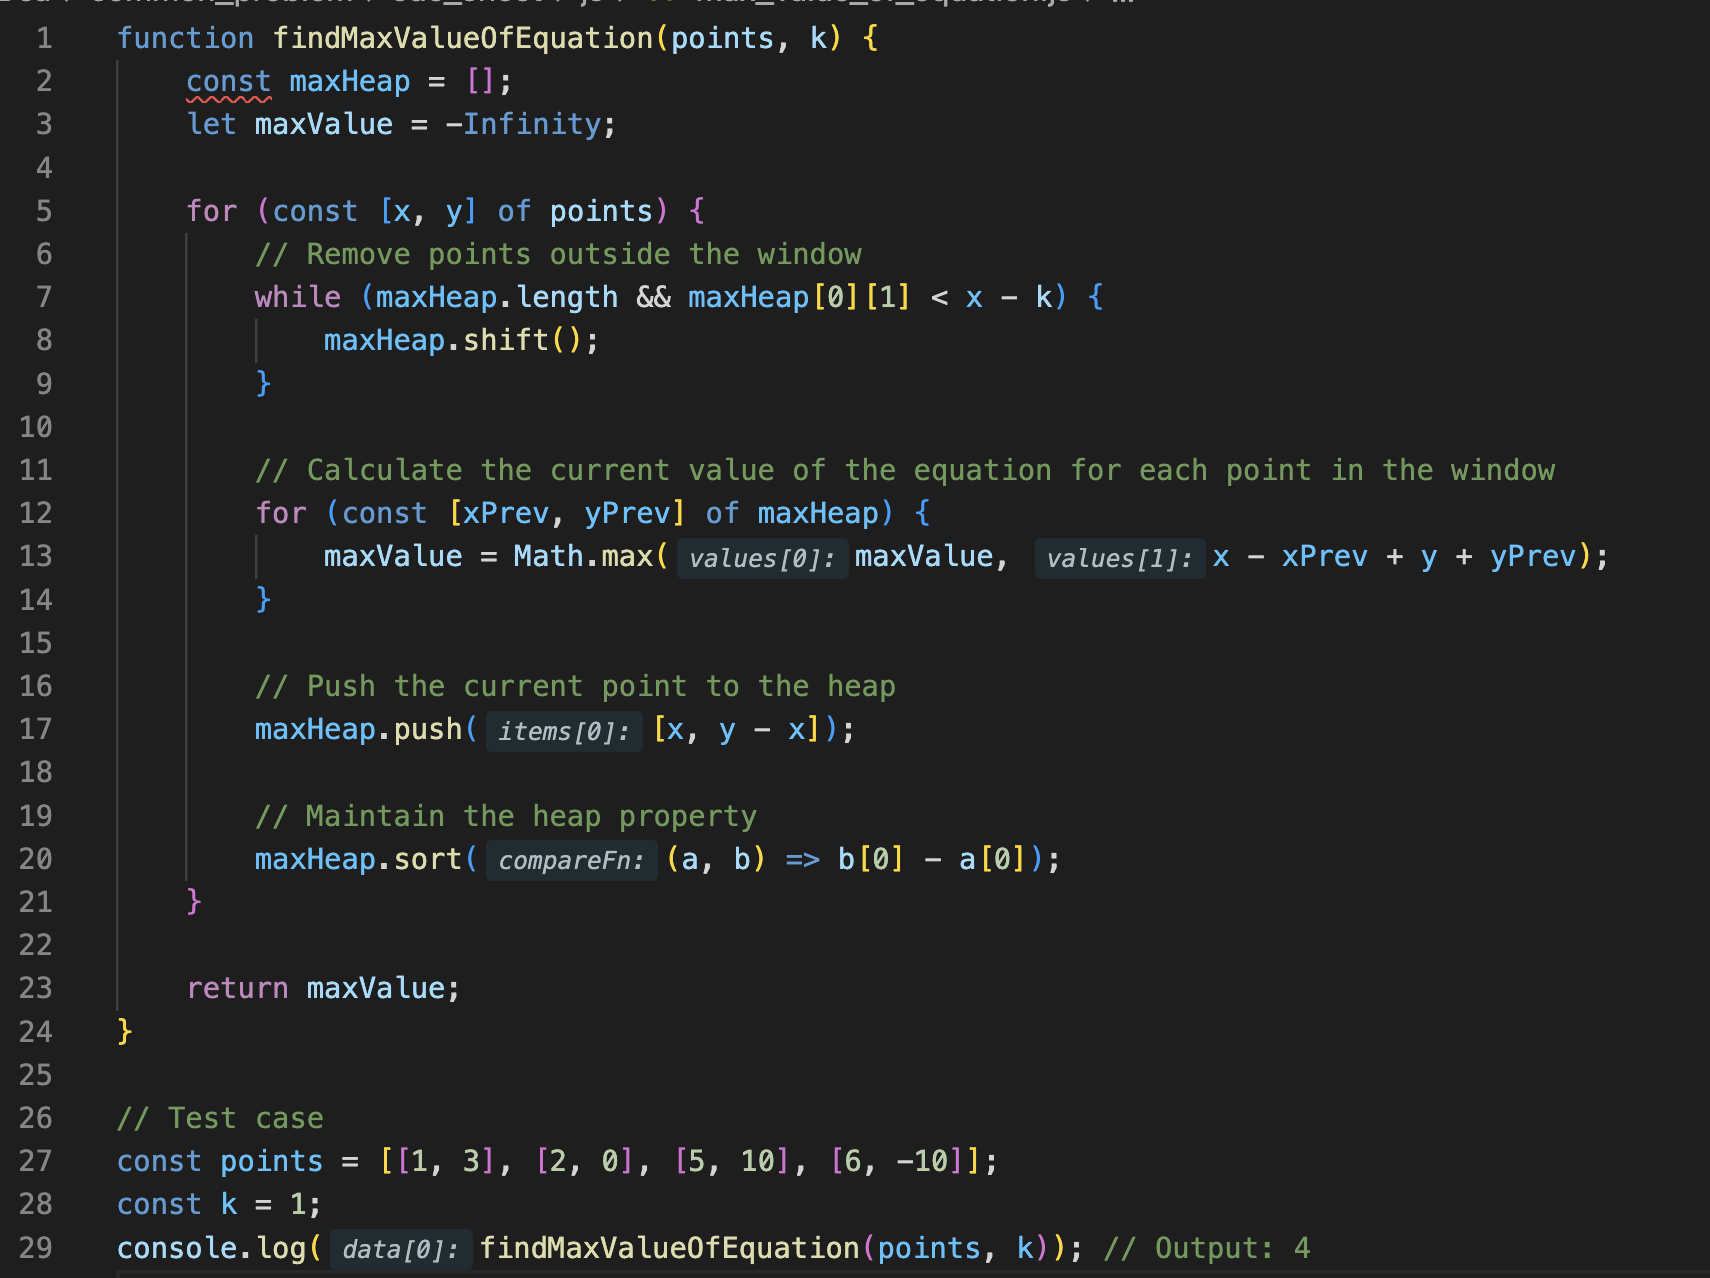 1 function findMaxValueOfEquation(points, k) {
2 const maxHeap = [];
3 let maxValue = -Infinity;
4
5 for (const [x, y] of points) {
6 // Remove points outside the window
7 while (maxHeap.length && maxHeap[0][1] < x - k) {
8 maxHeap.shift();
9 }
10
11 // Calculate the current value of the equation for each point in the window
12 for (const [xPrev, yPrev] of maxHeap) {
13 maxValue = Math.max( values[0]: maxValue, values[1]: x - xPrev + y + yPrev);
14 }
15
16 // Push the current point to the heap
17 maxHeap.push( items[0]: [x, y - x]);
18
19 // Maintain the heap property
20 maxHeap.sort( compareFn: (a, b) => b[0] - a[0]);
21 }
22
23 return maxValue;
24 }
25
26 // Test case
27 const points = [[1, 3], [2, 0], [5, 10], [6, -10]];
28 const k = 1;
29 console.log( data[0]: findMaxValueOfEquation(points, k)); // Output: 4